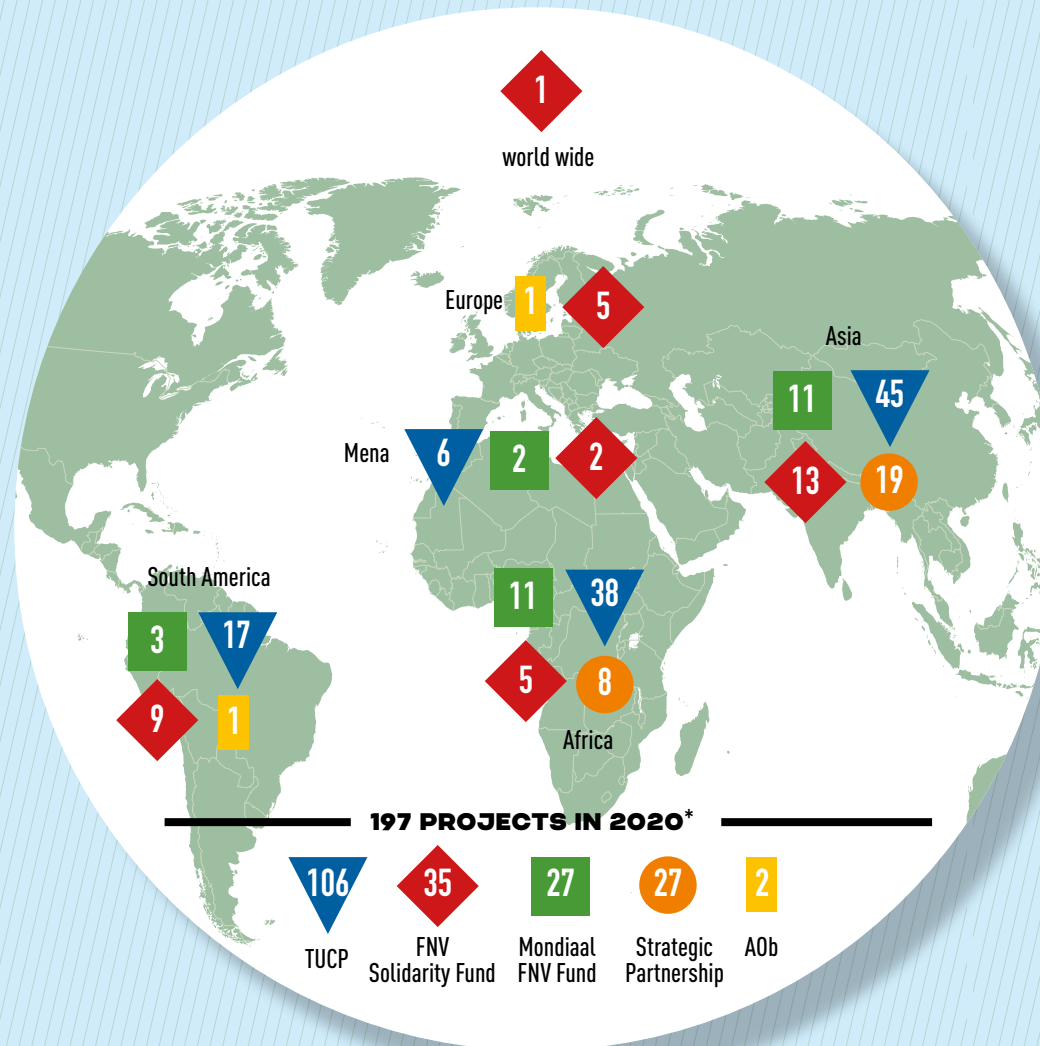 1
world wide
Europe
1
5
Asia
11
45
Mena
6
2
2
13
19
South America
3
17
11
38
9
1
5
8
Africa
197 PROJECTS IN 2020*
106
35
27
27
2
TUCP
FNV
Solidarity Fund
Mondiaal
FNV Fund
Strategic
Partnership
AOb